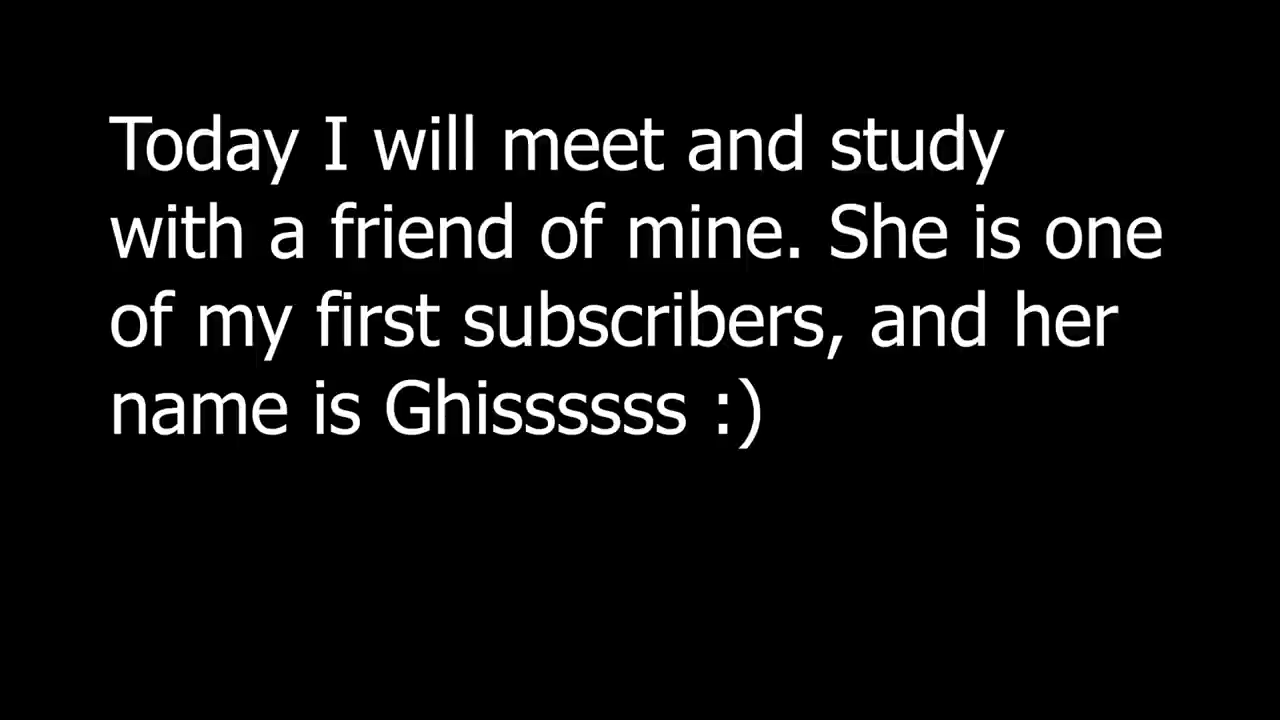 Today I will meet and study
with a friend of mine. She is one
of my first subscribers, and her
name is Ghissssss :)